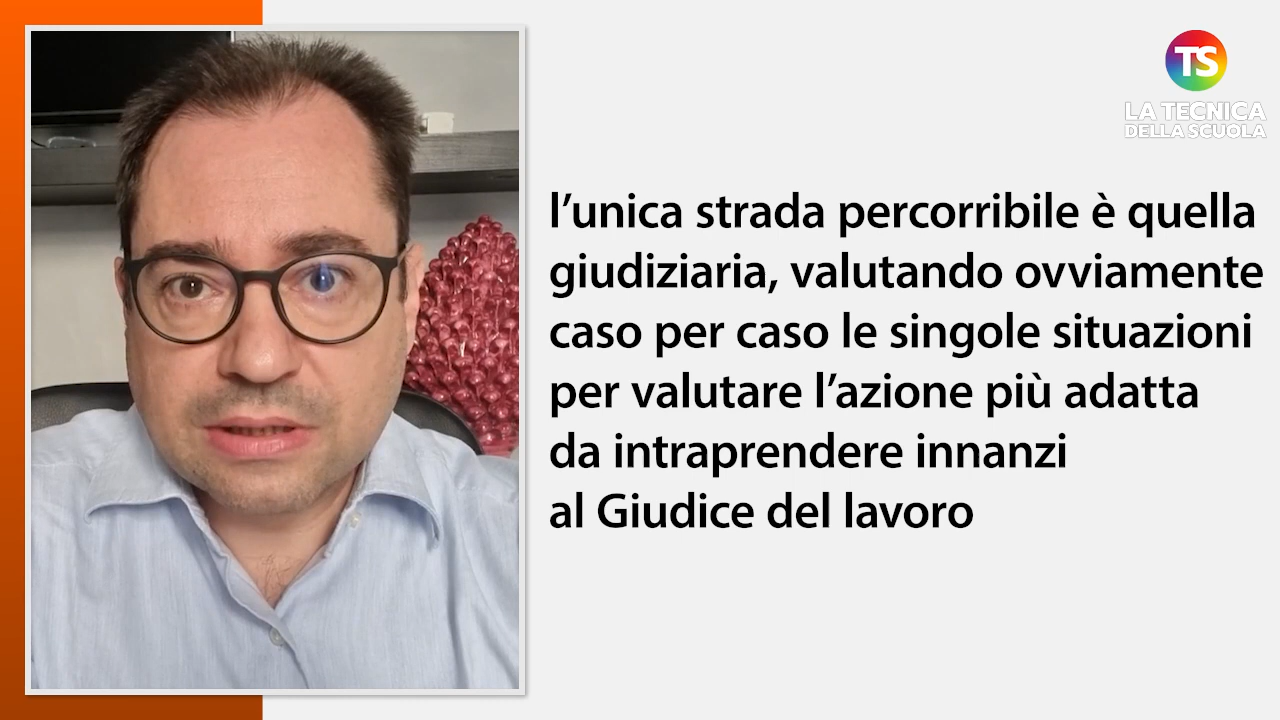 TS
LA TECNICA
DELLA SCUOLA
l’unica strada percorribile è quella
giudiziaria, valutando ovviamente
caso per caso le singole situazioni
per valutare l’azione più adatta
da intraprendere innanzi
al Giudice del lavoro